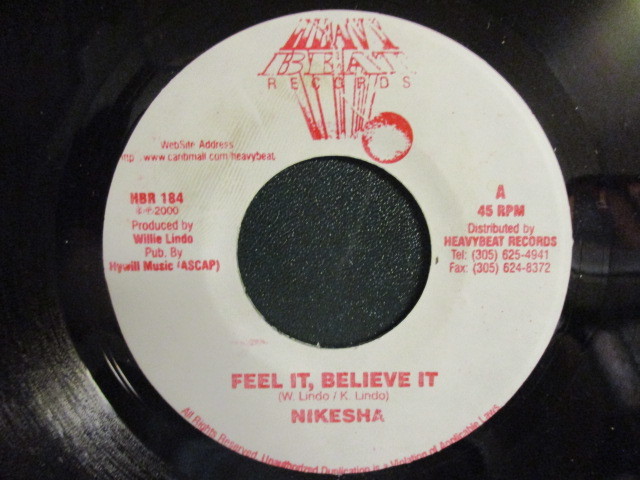 HEAVY
BEAT
RECORDS
WebSite Address
http://www.caribmall.com/heavybeat
HBR 184
©℗2000
Produced by
Willie Lindo
Pub. By
Hywill Music (ASCAP)
A
45 RPM
Distributed by
HEAVYBEAT RECORDS
Tel: (305) 625-4941
Fax: (305) 624-8372
FEEL IT, BELIEVE IT
(W. Lindo / K. Lindo)
NIKESHA
All Rights Reserved. Unauthorized Duplication is a Violation of Applicable Laws.